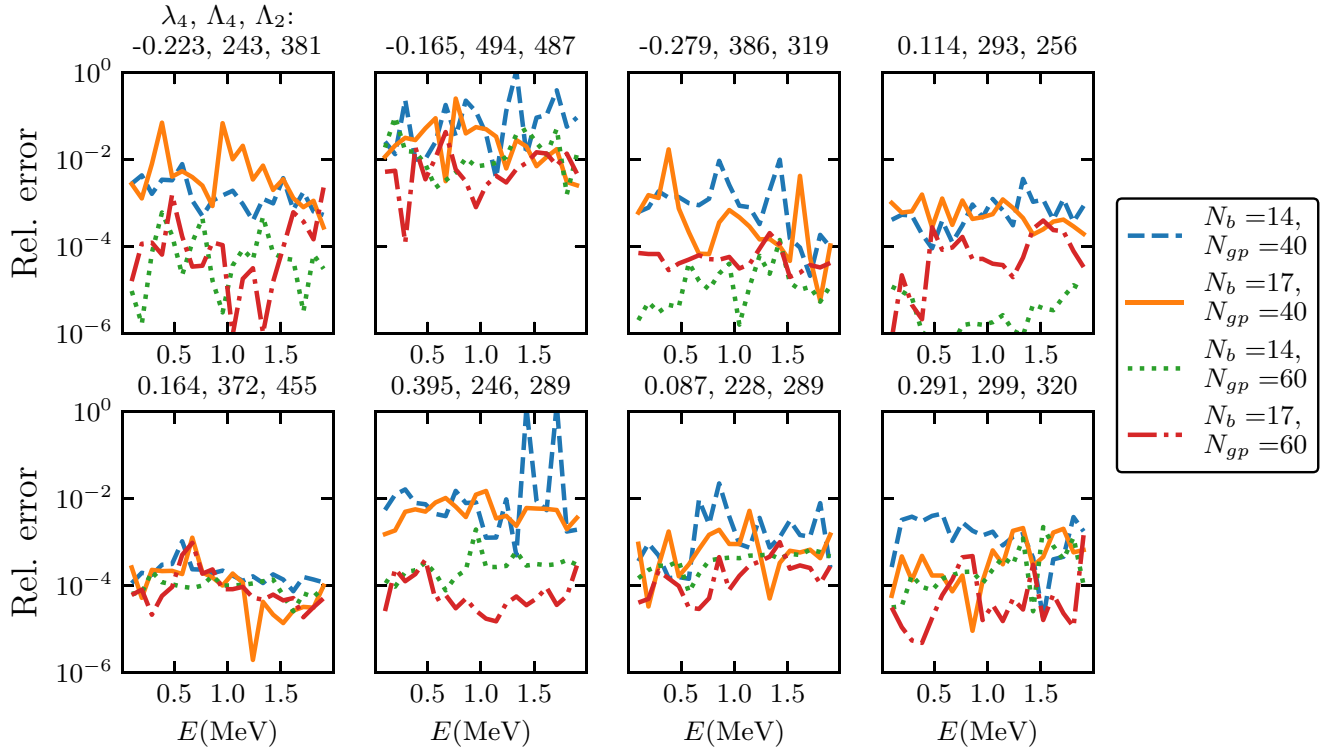 λ₄, Λ₄, Λ₂:
-0.223, 243, 381
-0.165, 494, 487
-0.279, 386, 319
0.114, 293, 256
10⁰
10⁻²
10⁻⁴
10⁻⁶
Rel. error
0.5 1.0 1.5
0.5 1.0 1.5
0.5 1.0 1.5
0.5 1.0 1.5
0.164, 372, 455
0.395, 246, 289
0.087, 228, 289
0.291, 299, 320
10⁰
10⁻²
10⁻⁴
10⁻⁶
Rel. error
0.5 1.0 1.5
0.5 1.0 1.5
0.5 1.0 1.5
0.5 1.0 1.5
E(MeV)
E(MeV)
E(MeV)
E(MeV)
N_b =14,
N_gp =40
N_b =17,
N_gp =40
N_b =14,
N_gp =60
N_b =17,
N_gp =60